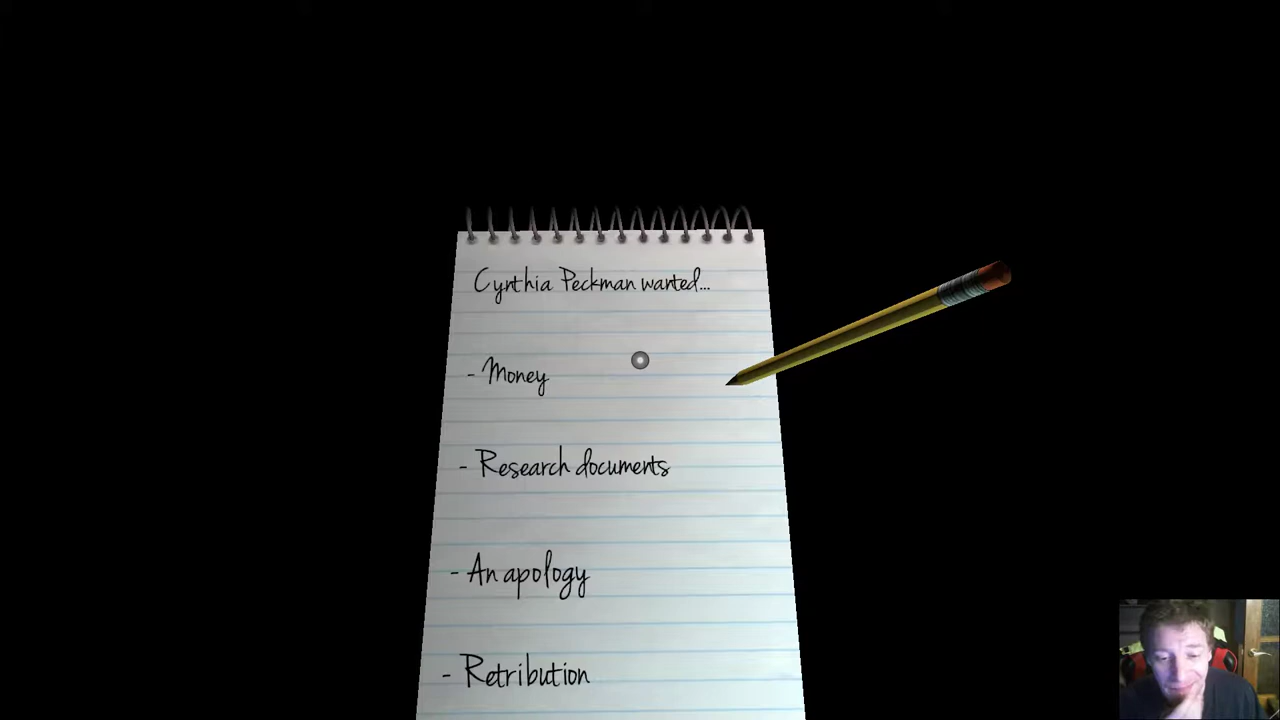 Cynthia Peckman wanted...
- Money
- Research documents
- An apology
- Retribution